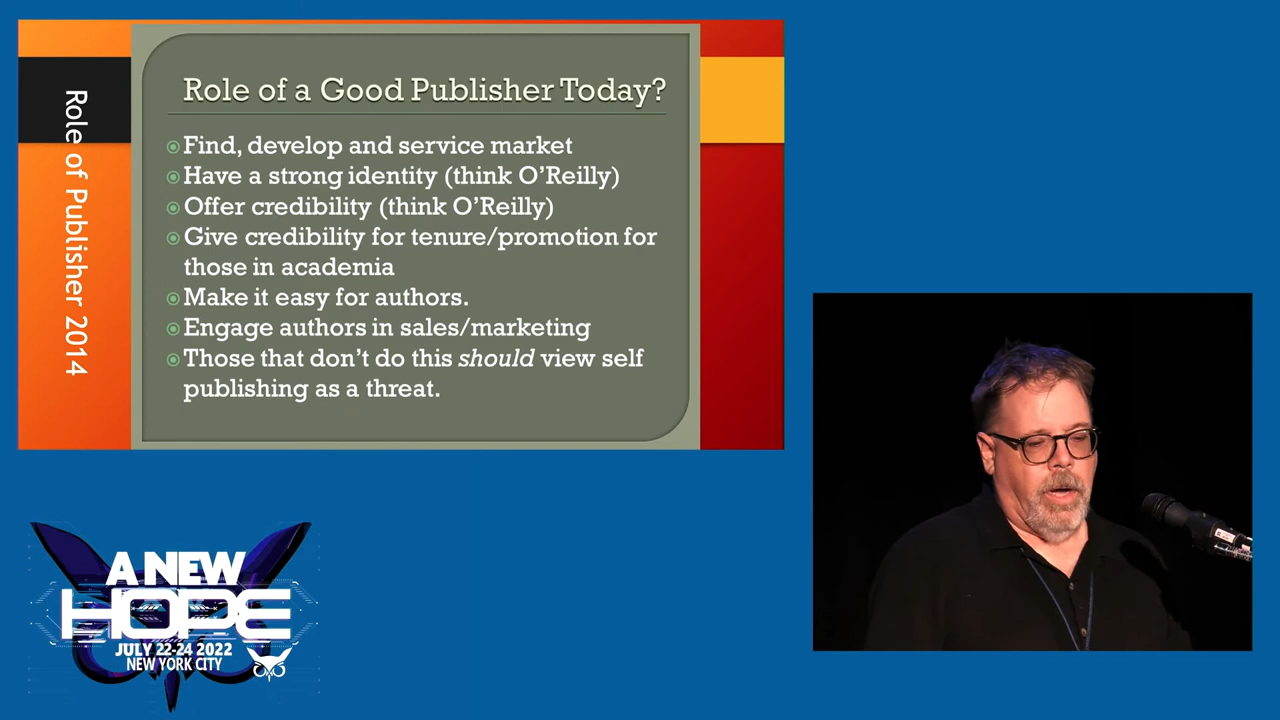 Role of Publisher 2014
Role of a Good Publisher Today?
Find, develop and service market
Have a strong identity (think O'Reilly)
Offer credibility (think O'Reilly)
Give credibility for tenure/promotion for
those in academia
Make it easy for authors.
Engage authors in sales/marketing
Those that don't do this should view self
publishing as a threat.
A NEW
HOPE
JULY 22-24 2022
NEW YORK CITY